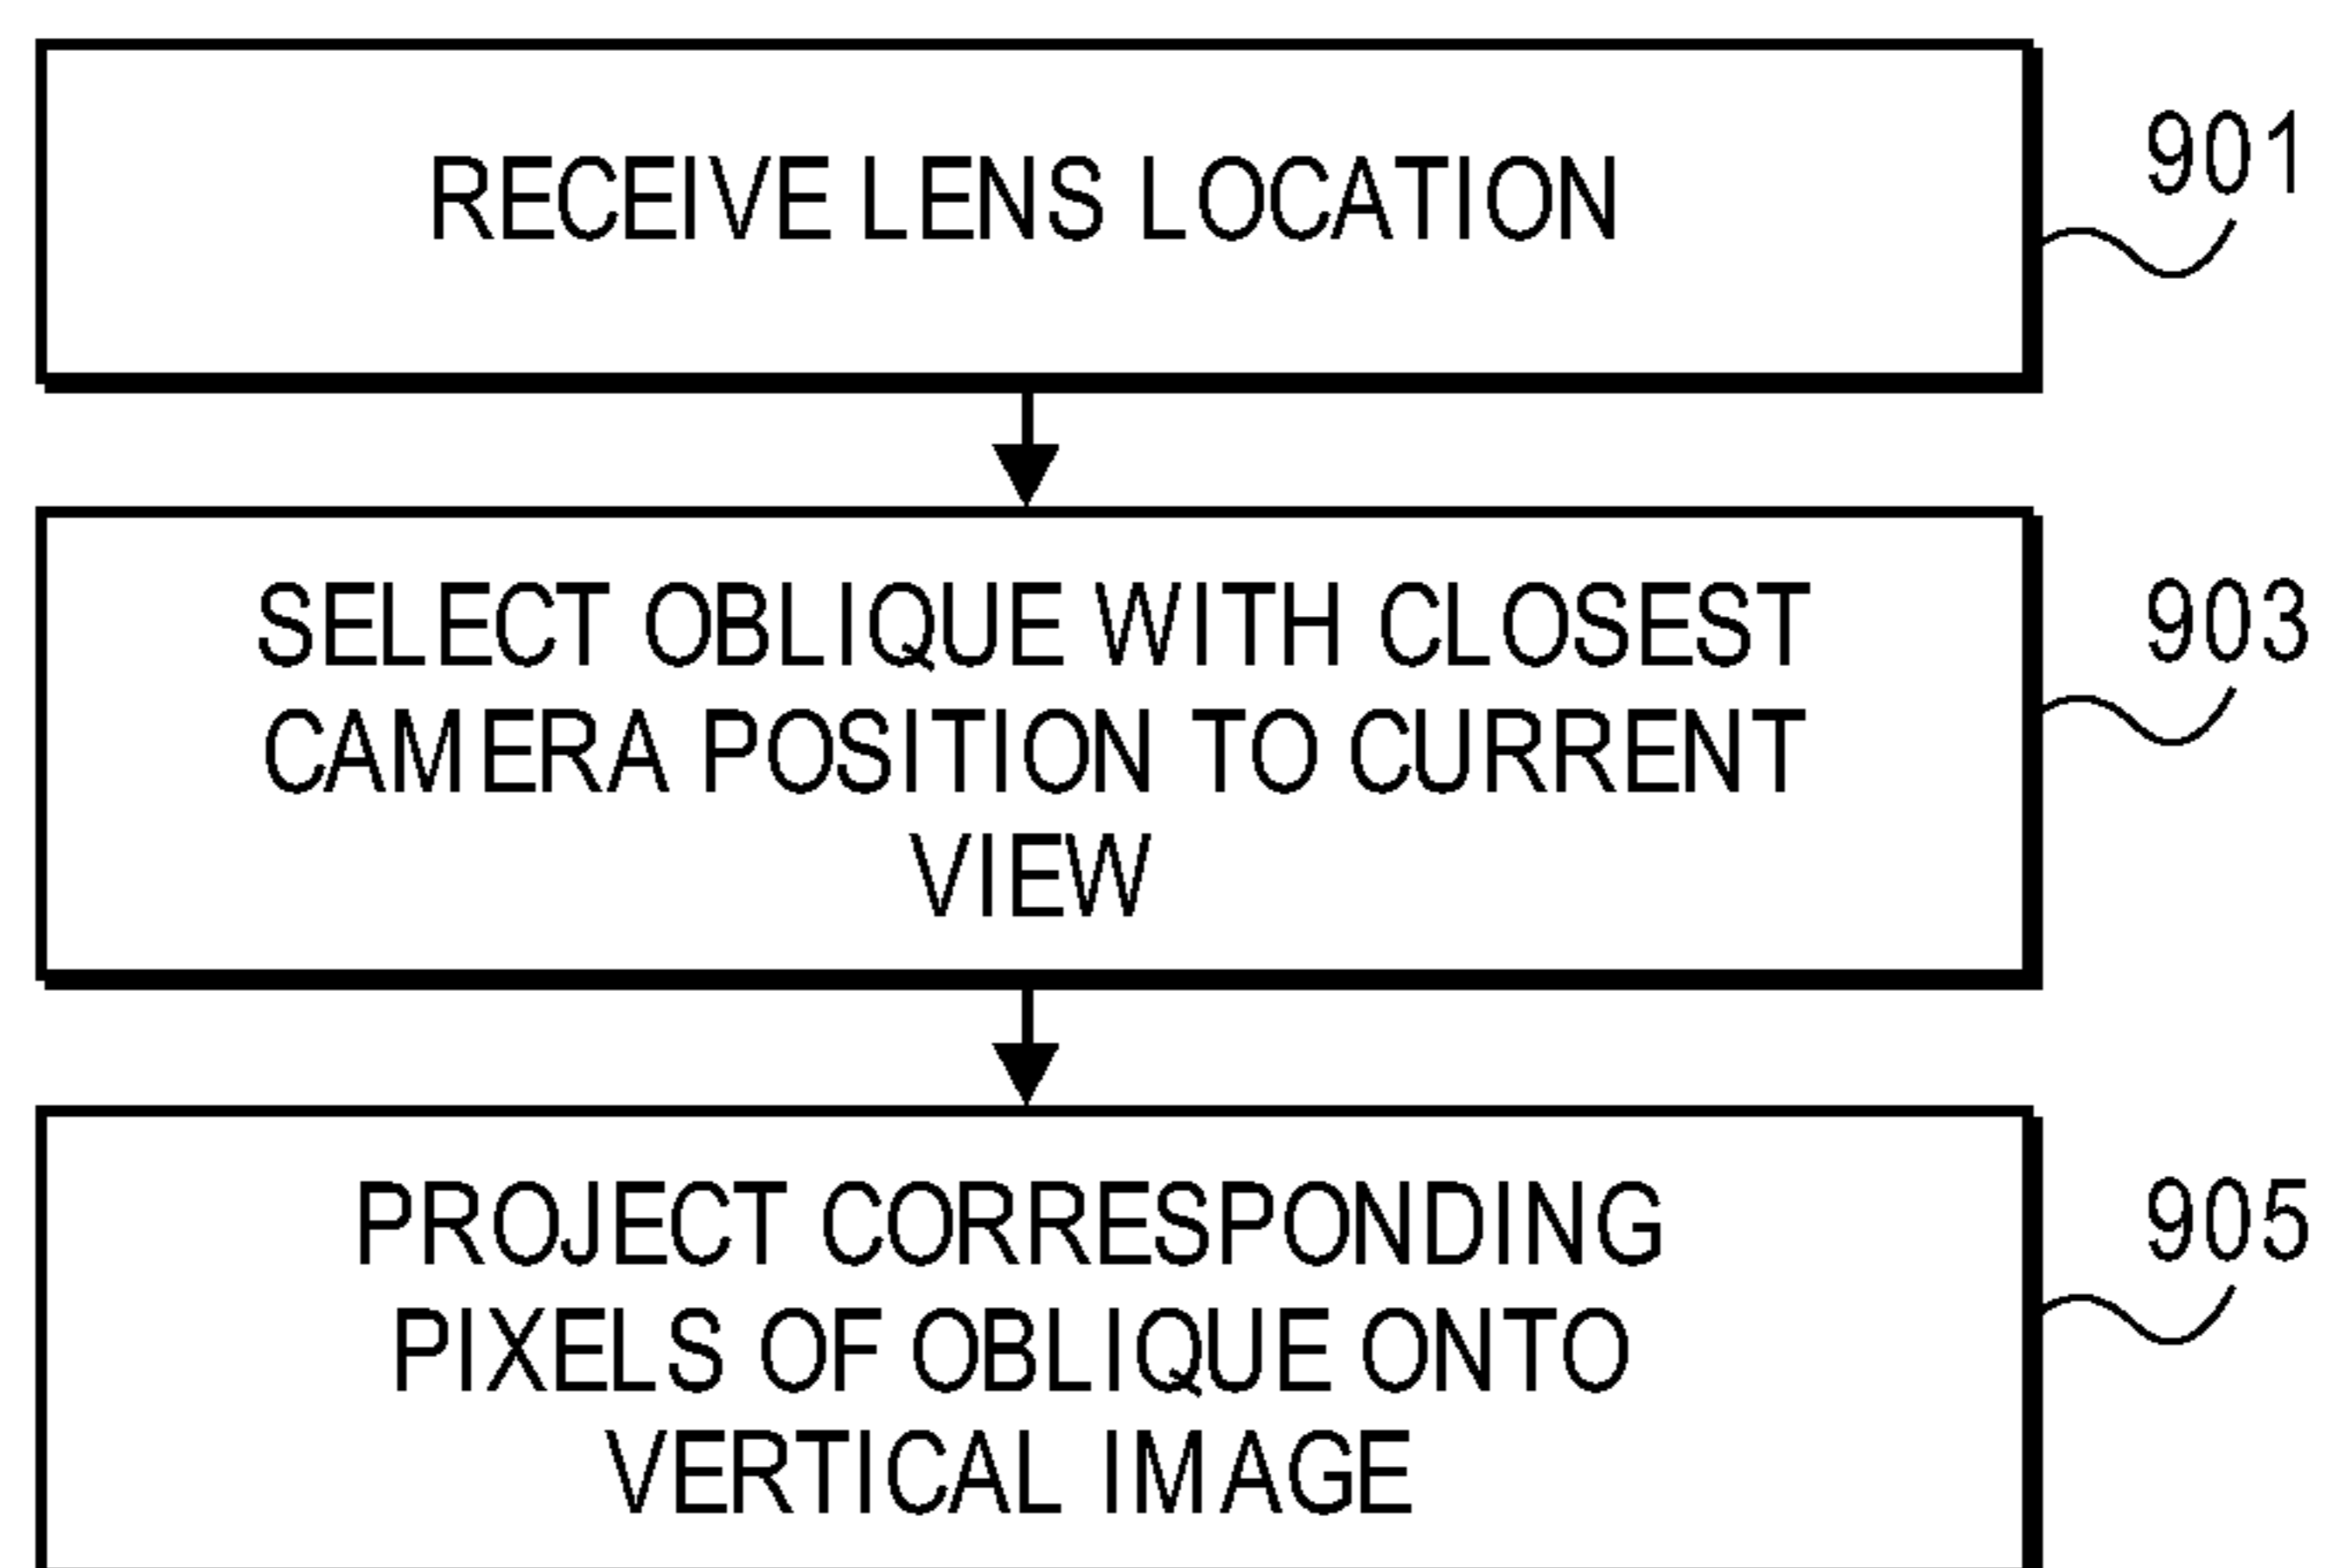 RECEIVE LENS LOCATION
901
SELECT OBLIQUE WITH CLOSEST
CAMERA POSITION TO CURRENT
VIEW
903
PROJECT CORRESPONDING
PIXELS OF OBLIQUE ONTO
VERTICAL IMAGE
905